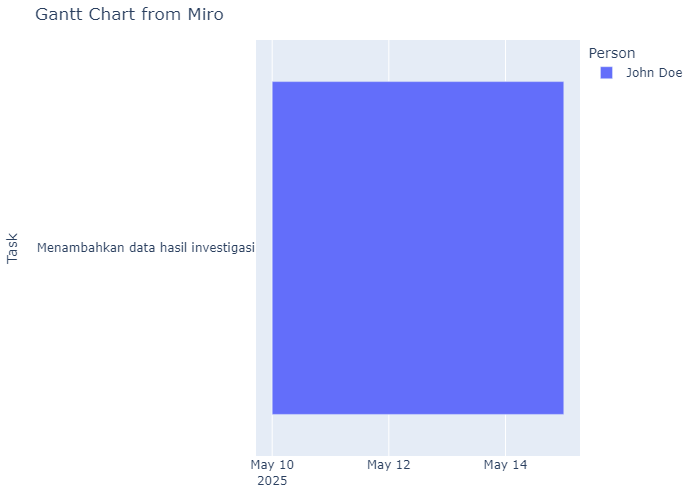 Gantt Chart from Miro
Person
John Doe
Task
Menambahkan data hasil investigasi
May 10
2025
May 12
May 14